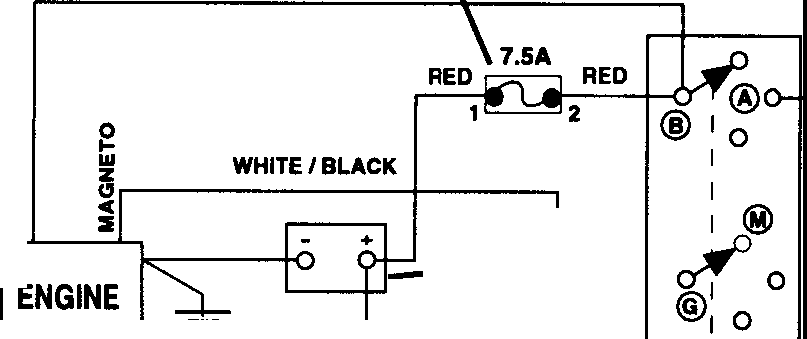 7.5A
RED
RED
1
2
B
A
MAGNETO
WHITE / BLACK
- +
M
G
ENGINE